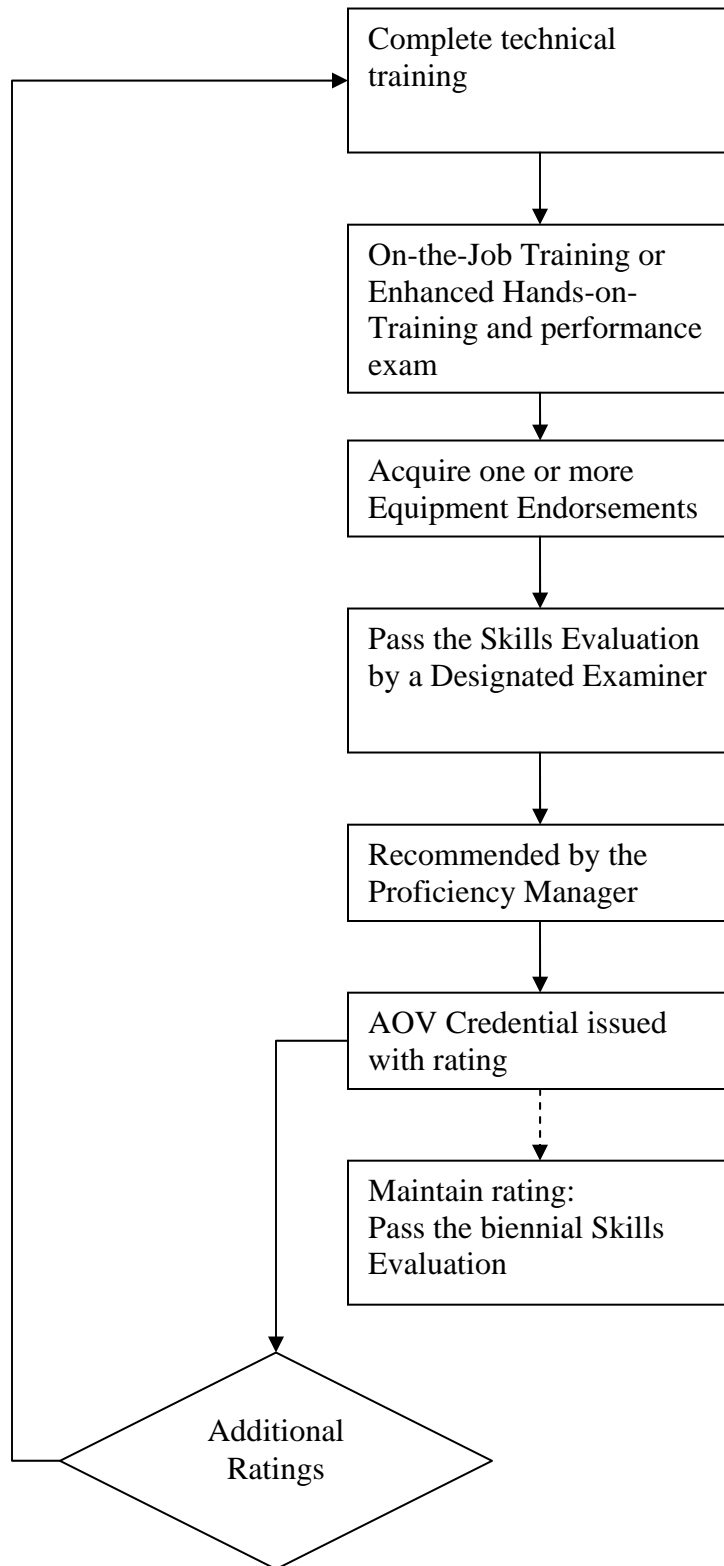 Complete technical
training
On-the-Job Training or
Enhanced Hands-on-
Training and performance
exam
Acquire one or more
Equipment Endorsements
Pass the Skills Evaluation
by a Designated Examiner
Recommended by the
Proficiency Manager
AOV Credential issued
with rating
Maintain rating:
Pass the biennial Skills
Evaluation
Additional
Ratings